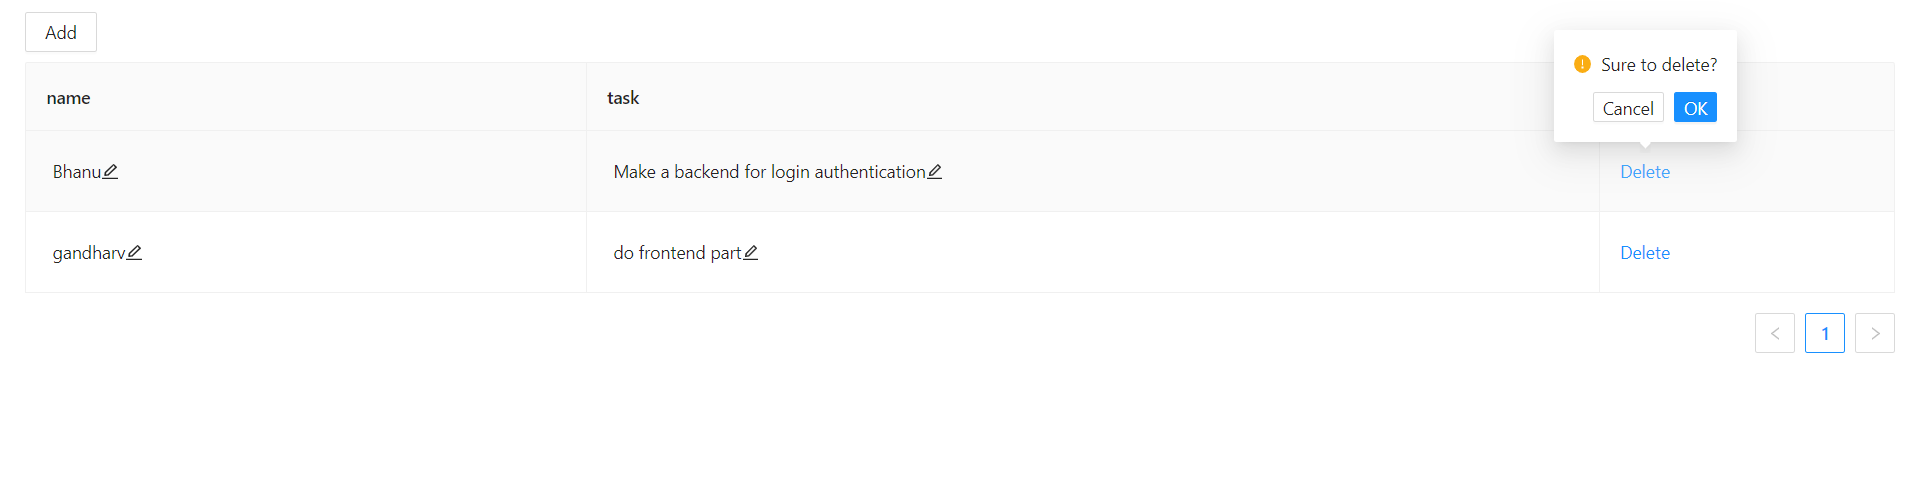 Add
Sure to delete?
Cancel OK
name task
Bhanu Make a backend for login authentication Delete
gandharv do frontend part Delete
< 1 >